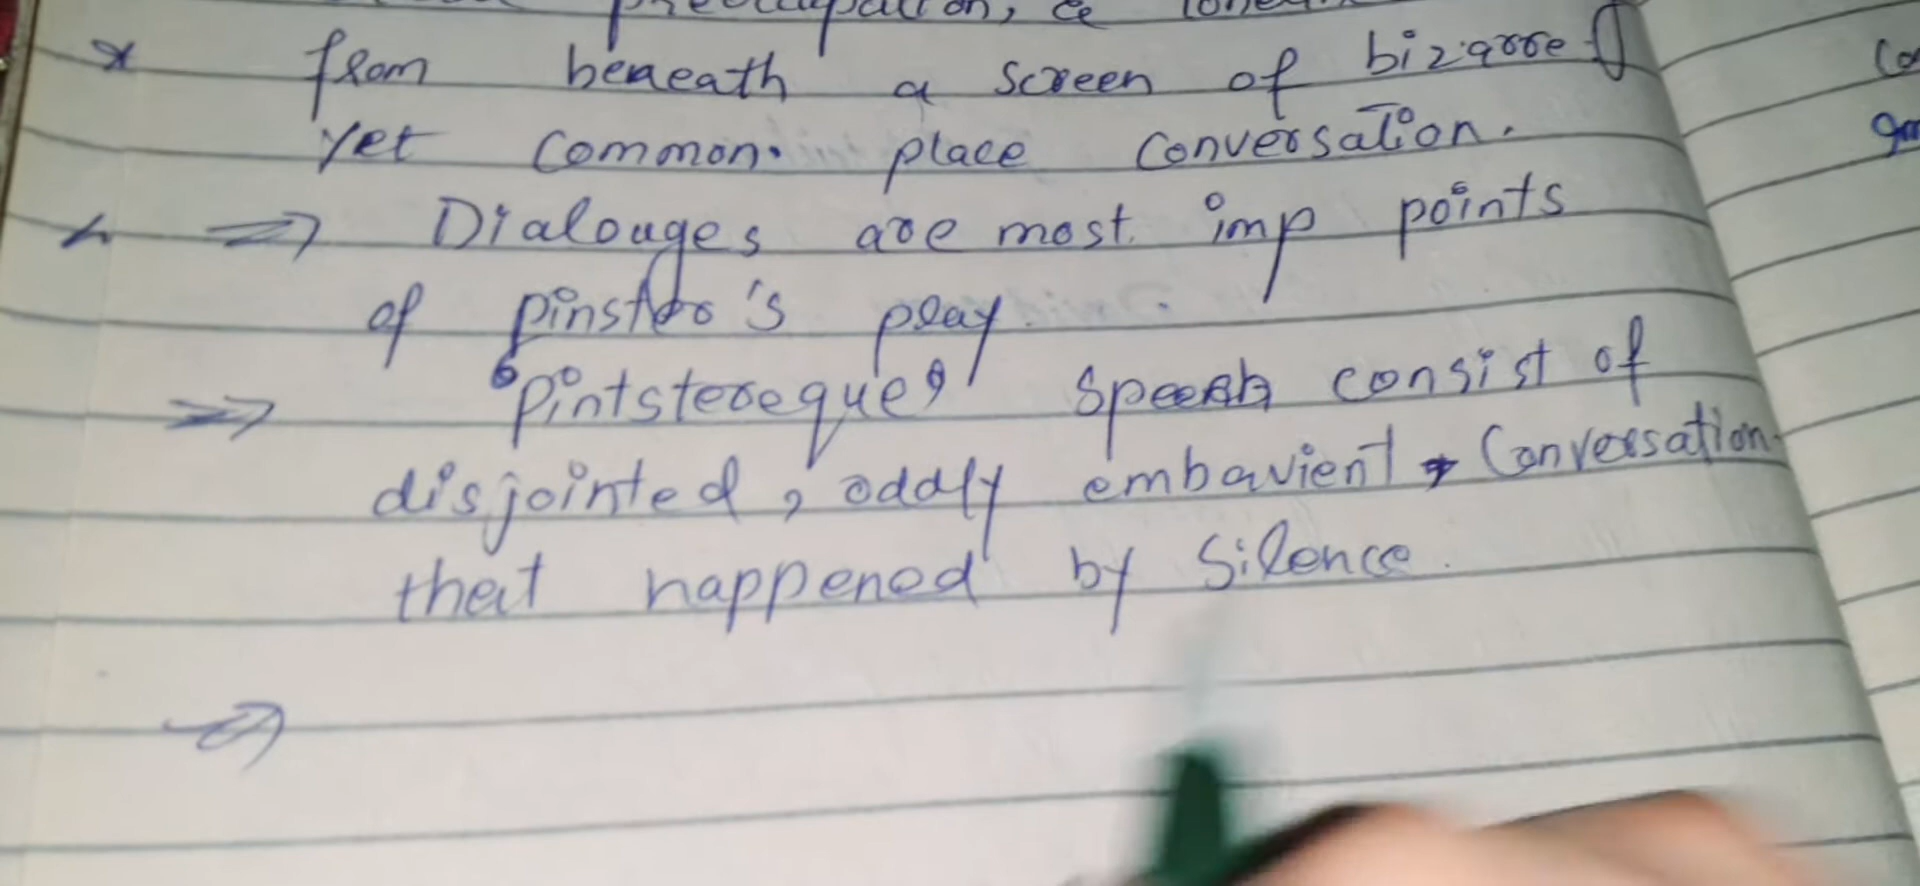 preoccupation, &
* from beneath a screen of bizarre
yet common place conversation.
⇒ Dialouges are most imp points
of pinster's play.
⇒ 'Pintstereque' speech consist of
disjointed, oddly embavient → Conversation
that happened by Silence.
⇒